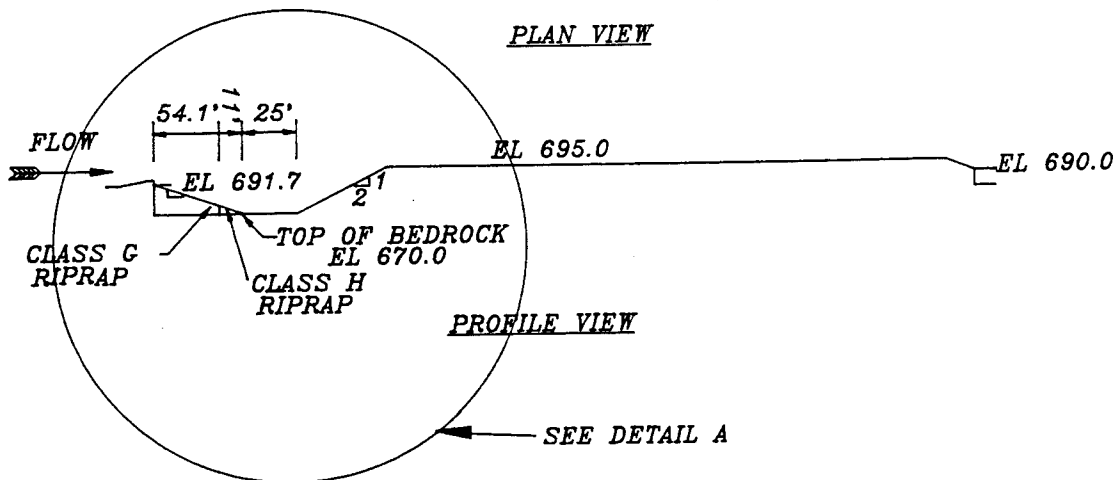 PLAN VIEW
11'
54.1' 25'
FLOW
EL 695.0
EL 690.0
EL 691.7
1
2
TOP OF BEDROCK
EL 670.0
CLASS G
RIPRAP
CLASS H
RIPRAP
PROFILE VIEW
SEE DETAIL A